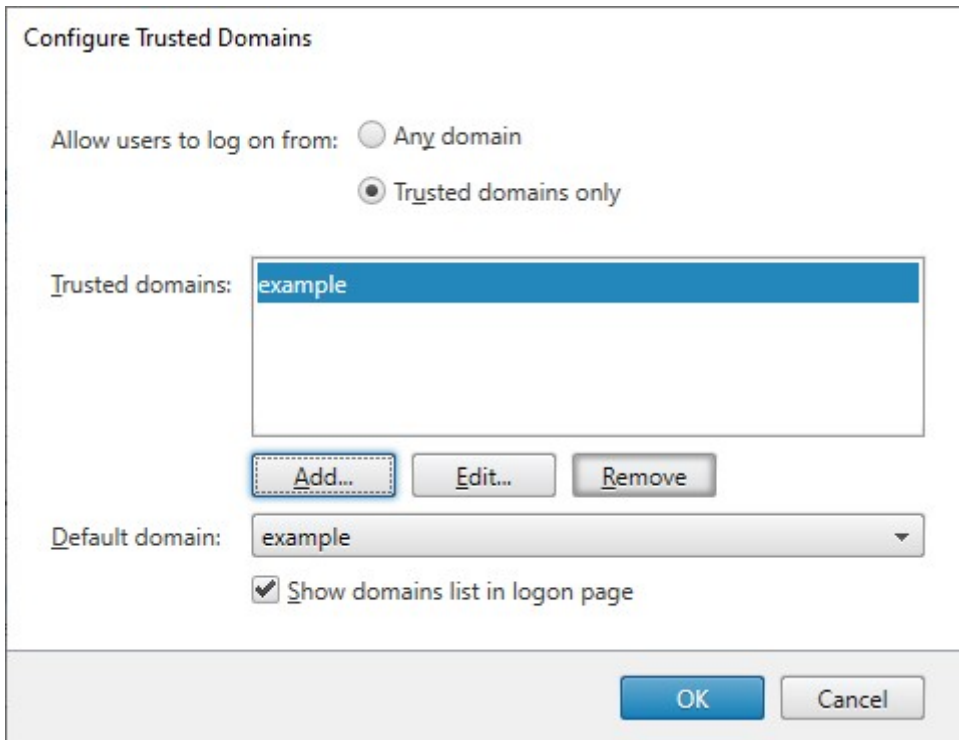 Configure Trusted Domains
Allow users to log on from: Any domain
Trusted domains only
Trusted domains: example
Add... Edit... Remove
Default domain: example
Show domains list in logon page
OK Cancel